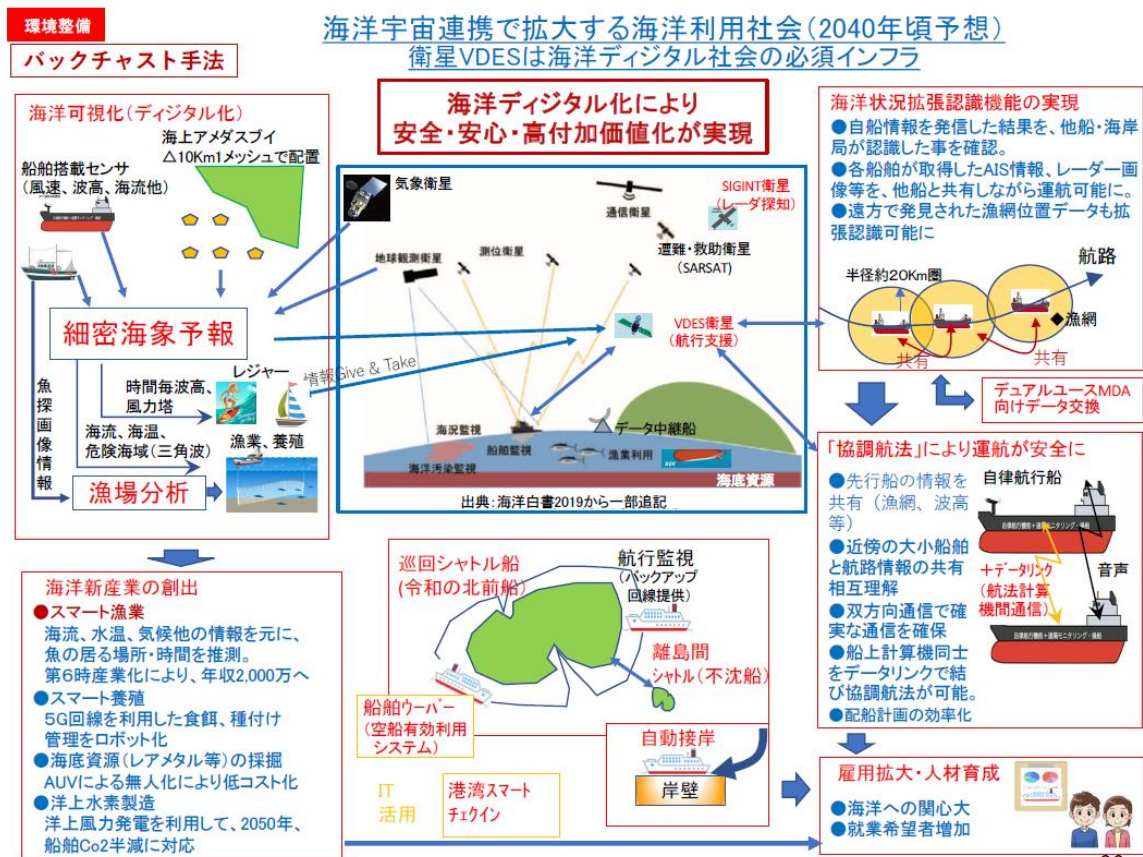 環境整備
バックチャスト手法
海洋宇宙連携で拡大する海洋利用社会(2040年頃予想)
衛星VDESは海洋ディジタル社会の必須インフラ
海洋ディジタル化により
安全・安心・高付加価値化が実現
海洋可視化(ディジタル化)
海上アメダスブイ
△10Km1メッシュで配置
船舶搭載センサ
(風速、波高、海流他)
細密海象予報
レジャー
情報Give & Take
時間毎波高、
風力塔
海流、海温、
危険海域(三角波)
漁業、養殖
魚探画像情報
漁場分析
気象衛星
通信衛星
SIGINT衛星
(レーダ探知)
地球観測衛星
測位衛星
遭難・救助衛星
(SARSAT)
VDES衛星
(航行支援)
海況監視
船舶監視
海洋汚染監視
データ中継船
漁業利用
AUV
海底資源
出典:海洋白書2019から一部追記
海洋状況拡張認識機能の実現
●自船情報を発信した結果を、他船・海岸
局が認識した事を確認。
●各船舶が取得したAIS情報、レーダー画
像等を、他船と共有しながら運航可能に。
●遠方で発見された漁網位置データも拡
張認識可能に
半径約20Km圏
航路
◆漁網
共有
共有
デュアルユースMDA
向けデータ交換
「協調航法」により運航が安全に
●先行船の情報を
共有(漁網、波高
等)
●近傍の大小船舶
と航路情報の共有
相互理解
●双方向通信で確
実な通信を確保
●船上計算機同士
をデータリンクで結
び協調航法が可能。
●配船計画の効率化
自律航行船
自律航行機能+遠隔モニタリング・操船
+データリンク
(航法計算
機間通信)
音声
自律航行機能+遠隔モニタリング・操船
海洋新産業の創出
●スマート漁業
海流、水温、気候他の情報を元に、
魚の居る場所・時間を推測。
第6時産業化により、年収2,000万へ
●スマート養殖
5G回線を利用した食餌、種付け
管理をロボット化
●海底資源(レアメタル等)の採掘
AUVによる無人化により低コスト化
●洋上水素製造
洋上風力発電を利用して、2050年、
船舶Co2半減に対応
巡回シャトル船
(令和の北前船)
航行監視
(バックアップ
回線提供)
離島間
シャトル(不沈船)
船舶ウーバー
(空船有効利用
システム)
自動接岸
岸壁
IT
活用
港湾スマート
チェクイン
雇用拡大・人材育成
●海洋への関心大
●就業希望者増加